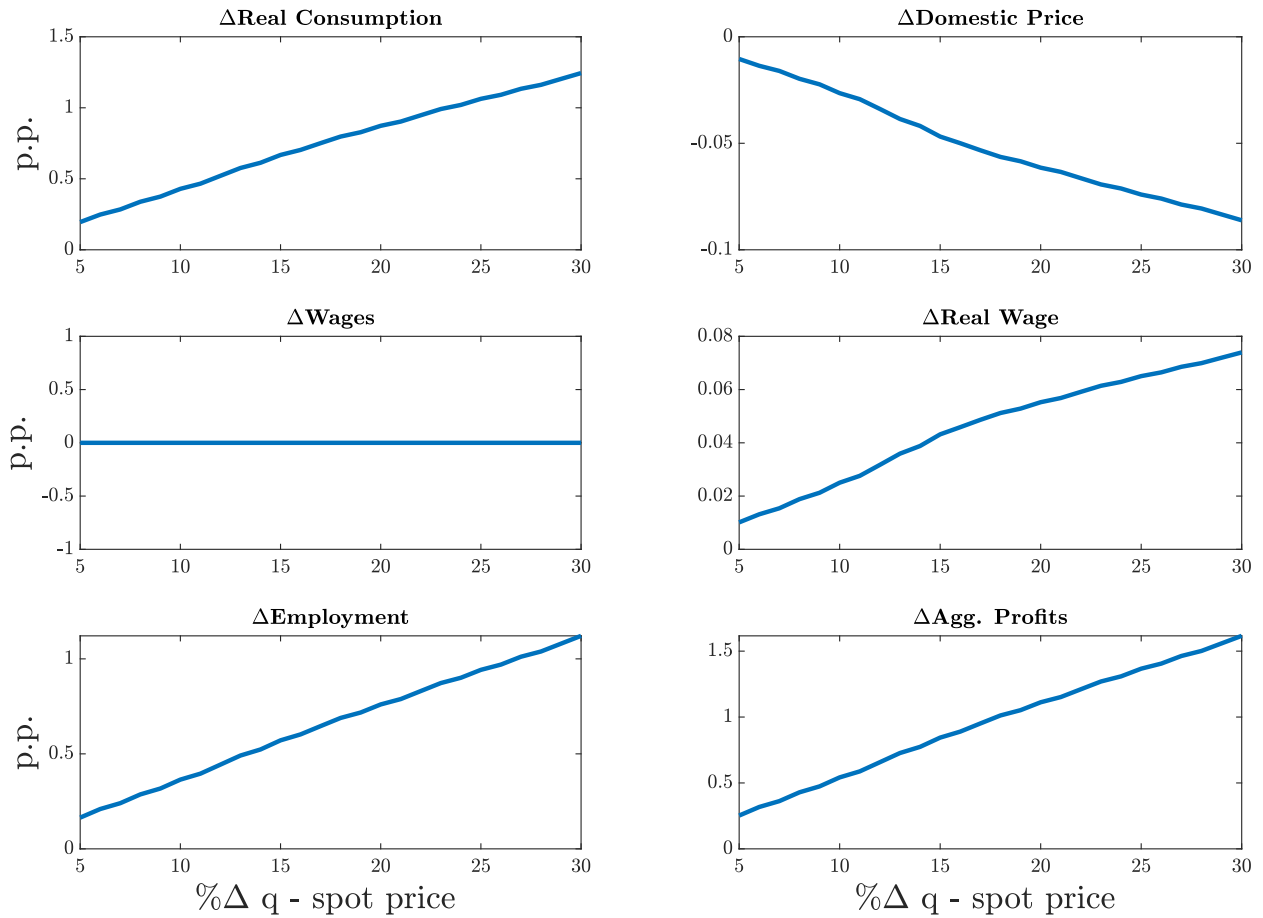 ΔReal Consumption
1.5
1
0.5
0
p.p.
5 10 15 20 25 30
ΔDomestic Price
0
-0.05
-0.1
5 10 15 20 25 30
ΔWages
1
0.5
0
-0.5
-1
p.p.
5 10 15 20 25 30
ΔReal Wage
0.08
0.06
0.04
0.02
0
5 10 15 20 25 30
ΔEmployment
1
0.5
0
p.p.
5 10 15 20 25 30
%Δ q - spot price
ΔAgg. Profits
1.5
1
0.5
0
5 10 15 20 25 30
%Δ q - spot price